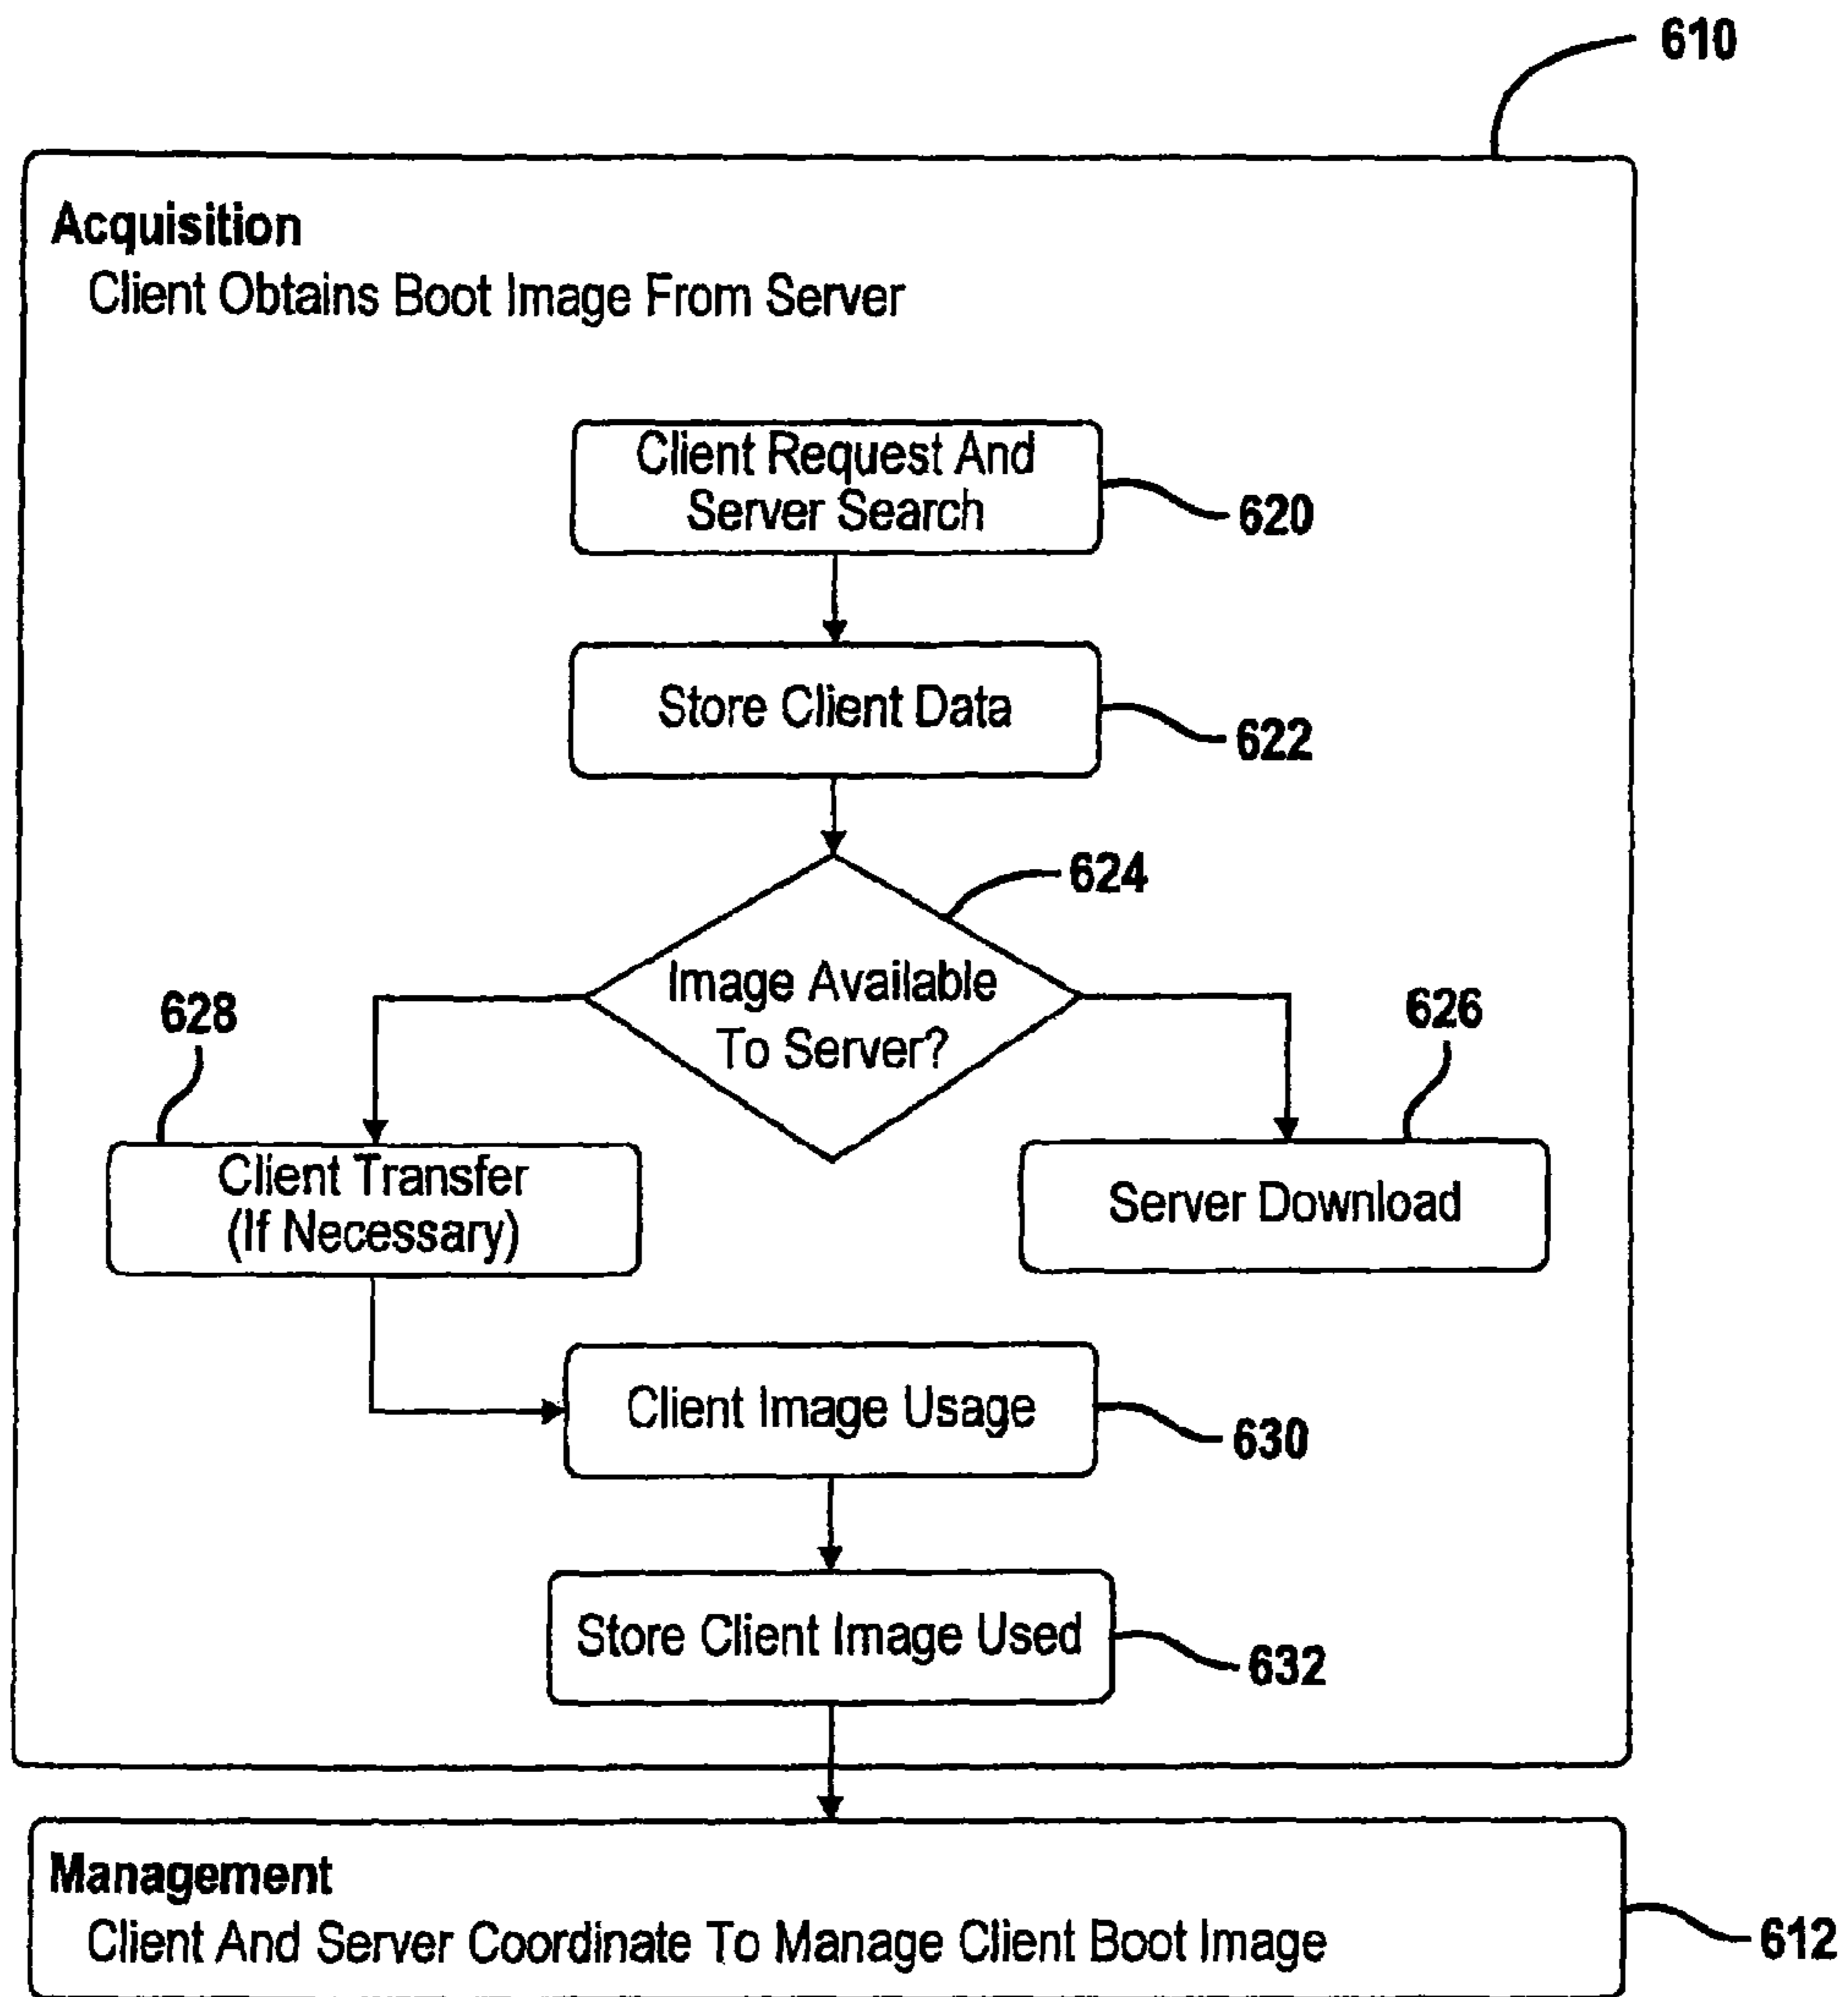 610
Acquisition
Client Obtains Boot Image From Server
Client Request And
Server Search
620
Store Client Data
622
624
Image Available
To Server?
628
626
Client Transfer
(If Necessary)
Server Download
Client Image Usage
630
Store Client Image Used
632
Management
Client And Server Coordinate To Manage Client Boot Image
612